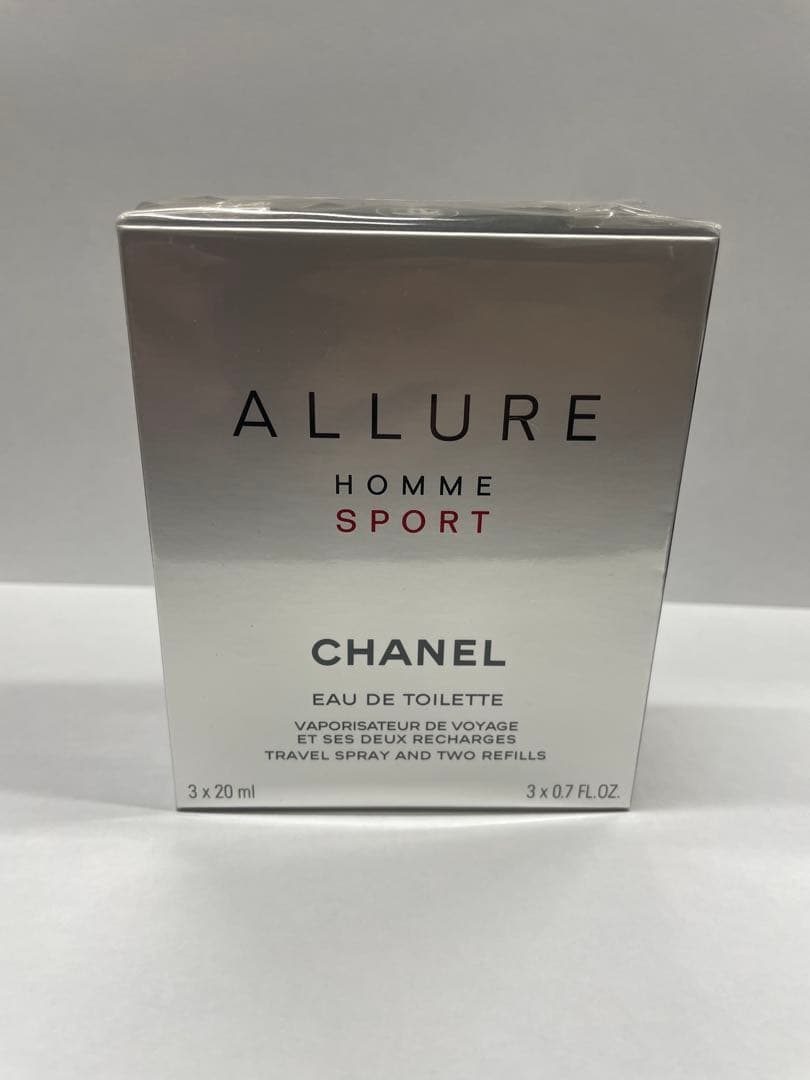 ALLURE
HOMME
SPORT
CHANEL
EAU DE TOILETTE
VAPORISATEUR DE VOYAGE
ET SES DEUX RECHARGES
TRAVEL SPRAY AND TWO REFILLS
3 x 20 ml
3 x 0.7 FL.OZ.